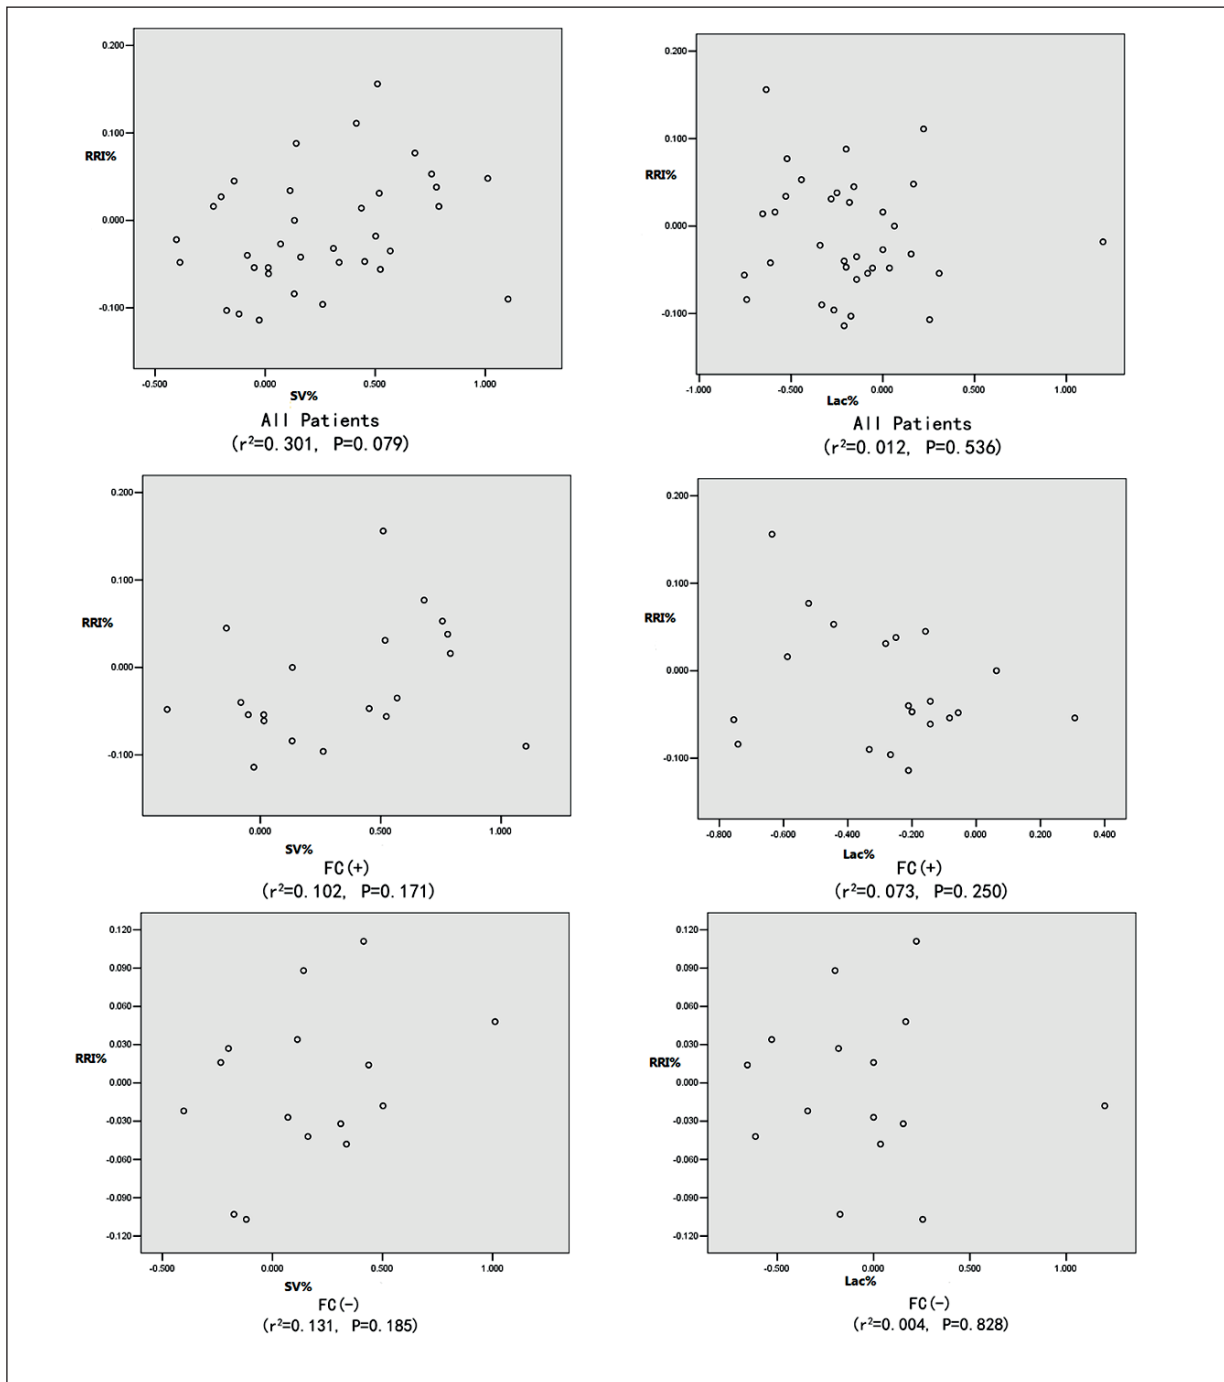 0.200
0.100
RRI%
0.000
-0.100
-0.500 0.000 0.500 1.000
SV%
All Patients
(r²=0.301, P=0.079)
0.200
0.100
RRI%
0.000
-0.100
-1.000 -0.500 0.000 0.500 1.000
Lac%
All Patients
(r²=0.012, P=0.536)
0.200
0.100
RRI%
0.000
-0.100
0.000 0.500 1.000
SV%
FC(+)
(r²=0.102, P=0.171)
0.200
0.100
RRI%
0.000
-0.100
-0.800 -0.600 -0.400 -0.200 0.000 0.200 0.400
Lac%
FC(+)
(r²=0.073, P=0.250)
0.120
0.090
0.060
0.030
RRI%
0.000
-0.030
-0.060
-0.090
-0.120
-0.500 0.000 0.500 1.000
SV%
FC(−)
(r²=0.131, P=0.185)
0.120
0.090
0.060
0.030
RRI%
0.000
-0.030
-0.060
-0.090
-0.120
-0.500 0.000 0.500 1.000
Lac%
FC(−)
(r²=0.004, P=0.828)